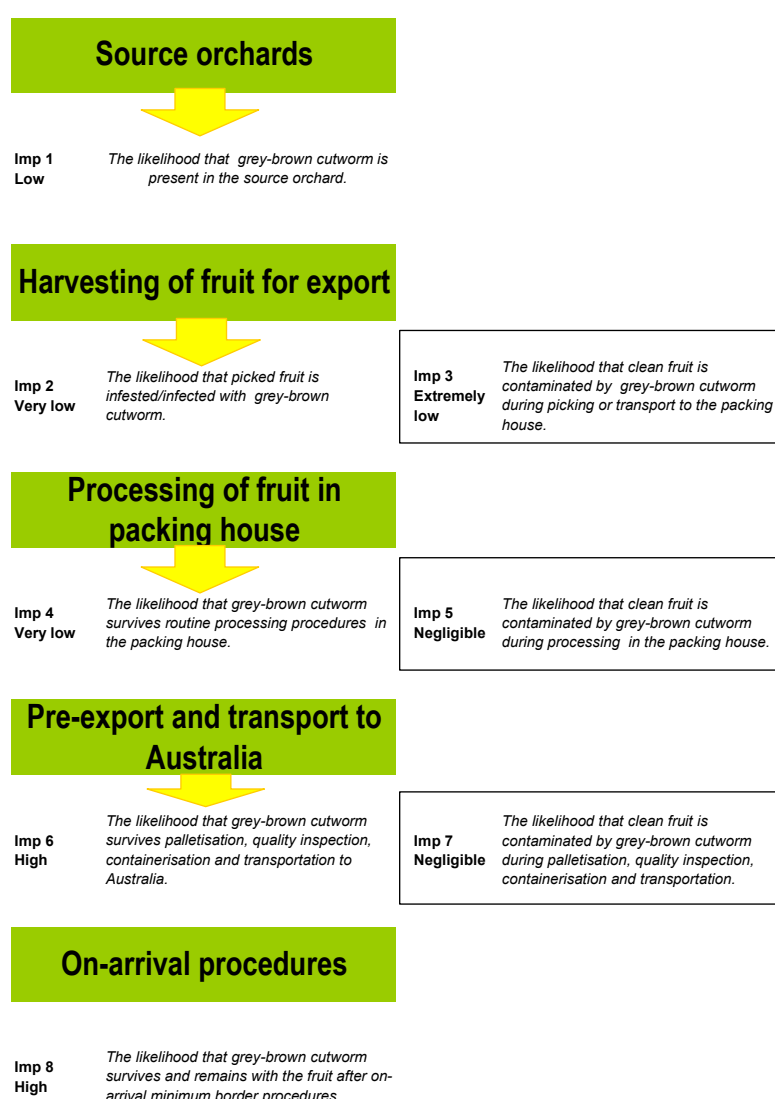 Source orchards
Imp 1
Low
The likelihood that grey-brown cutworm is
present in the source orchard.
Harvesting of fruit for export
Imp 2
Very low
The likelihood that picked fruit is
infested/infected with grey-brown
cutworm.
Imp 3
Extremely
low
The likelihood that clean fruit is
contaminated by grey-brown cutworm
during picking or transport to the packing
house.
Processing of fruit in
packing house
Imp 4
Very low
The likelihood that grey-brown cutworm
survives routine processing procedures in
the packing house.
Imp 5
Negligible
The likelihood that clean fruit is
contaminated by grey-brown cutworm
during processing in the packing house.
Pre-export and transport to
Australia
Imp 6
High
The likelihood that grey-brown cutworm
survives palletisation, quality inspection,
containerisation and transportation to
Australia.
Imp 7
Negligible
The likelihood that clean fruit is
contaminated by grey-brown cutworm
during palletisation, quality inspection,
containerisation and transportation.
On-arrival procedures
Imp 8
High
The likelihood that grey-brown cutworm
survives and remains with the fruit after on-
arrival minimum border procedures